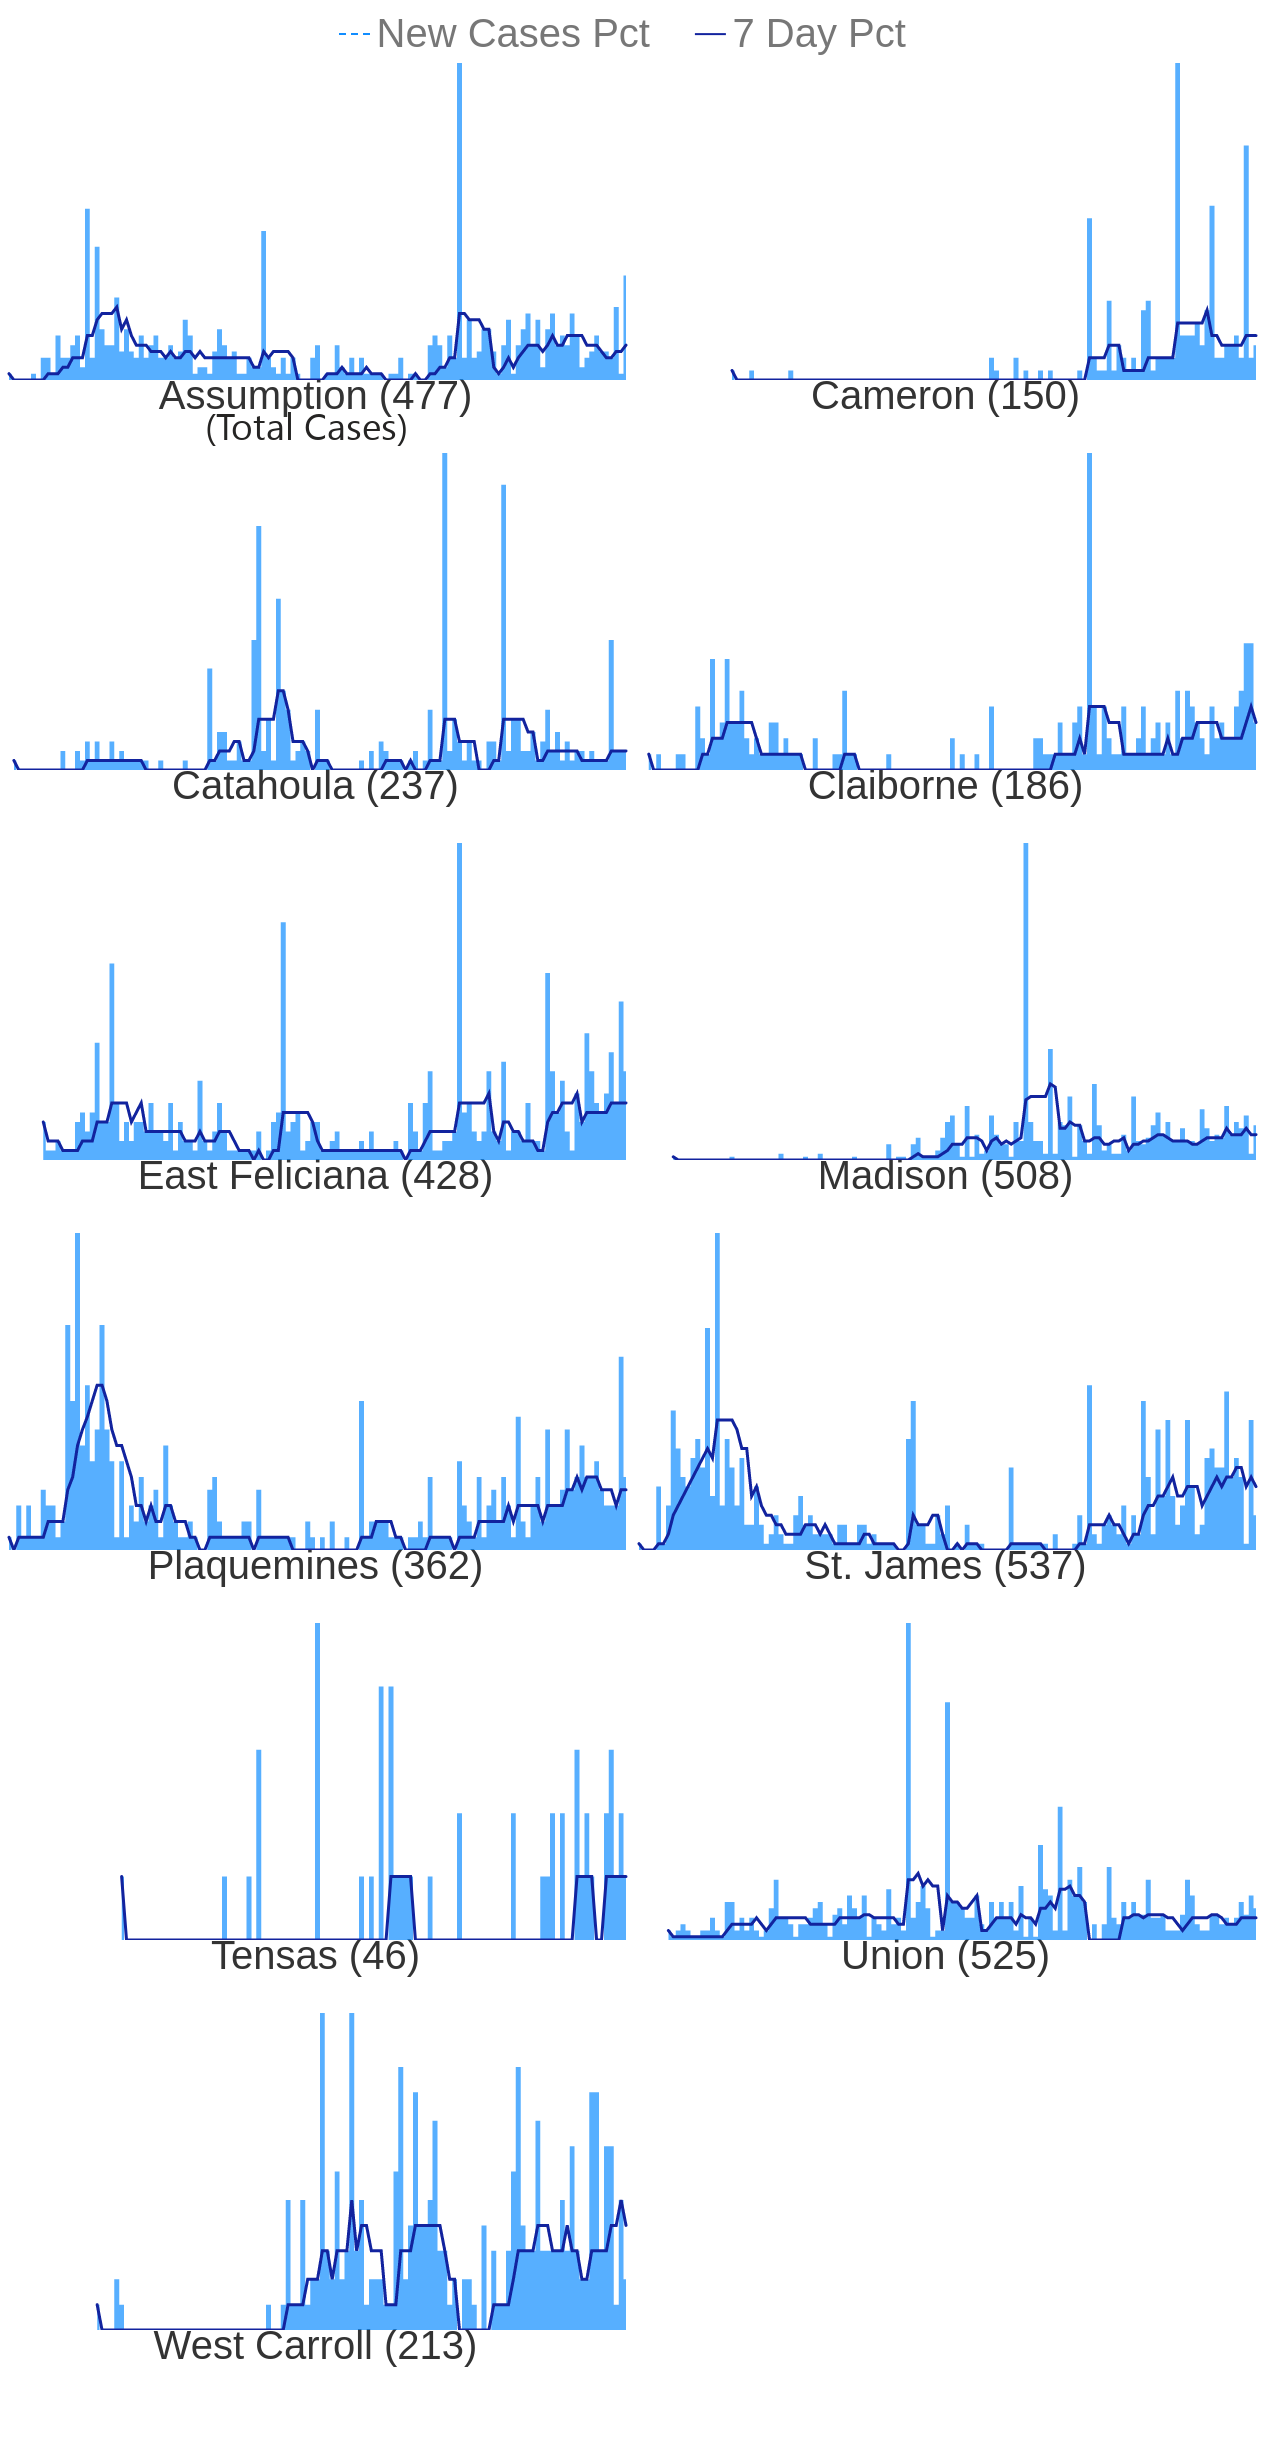 New Cases Pct 7 Day Pct
Assumption (477) Cameron (150)
(Total Cases)
Catahoula (237) Claiborne (186)
East Feliciana (428) Madison (508)
Plaquemines (362) St. James (537)
Tensas (46) Union (525)
West Carroll (213)